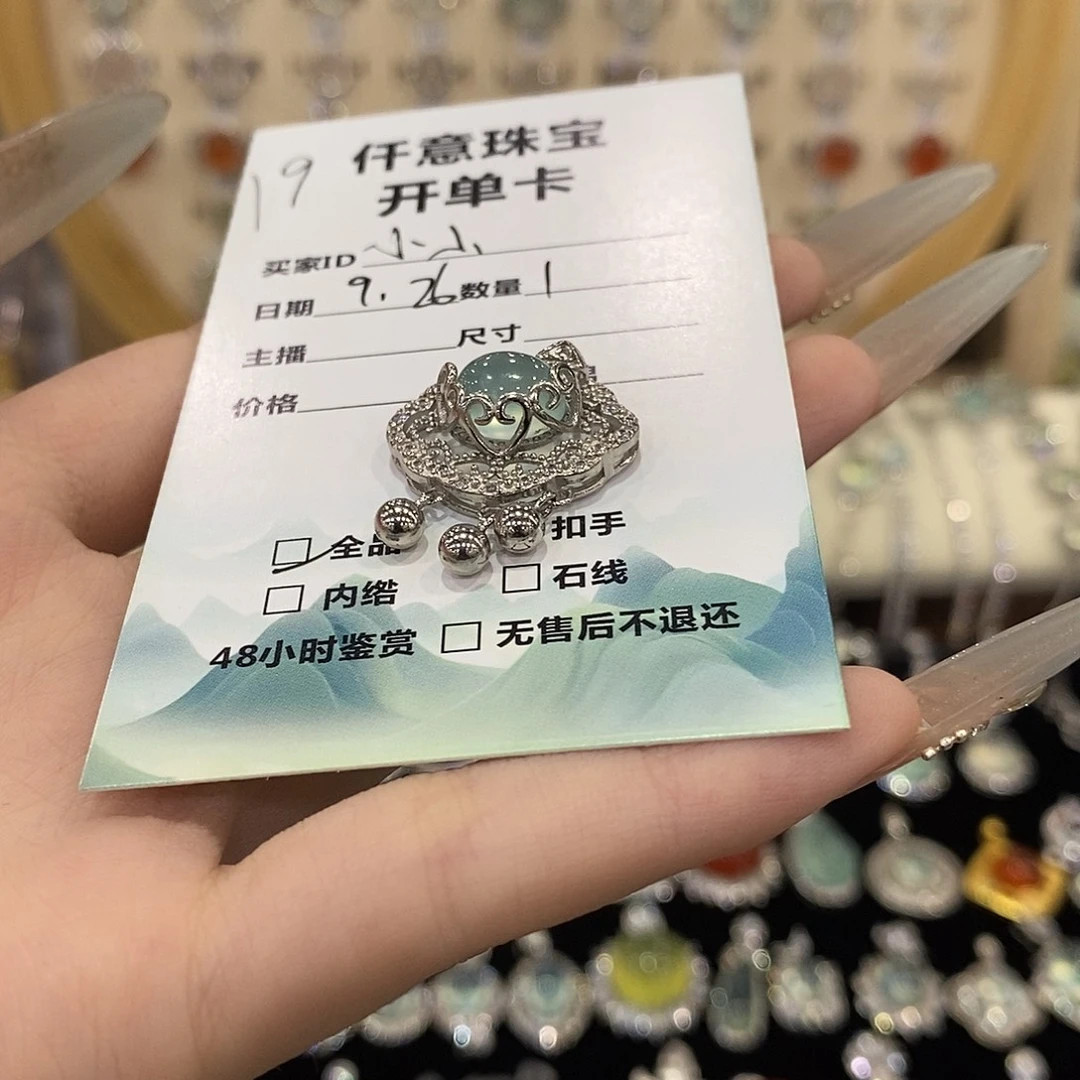 19
仟意珠宝
开单卡
买家ID 小小
日期 9.26 数量 1
主播 尺寸
价格
全品 扣手
内绺 石线
48小时鉴赏 无售后不退还